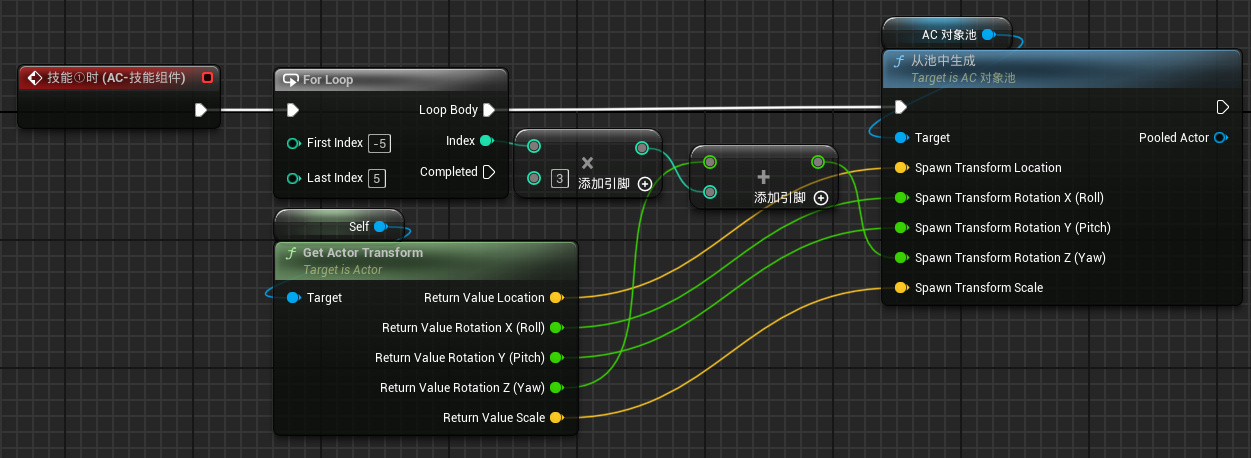 AC 对象池
从池中生成
Target is AC 对象池
Target
Pooled Actor
Spawn Transform Location
Spawn Transform Rotation X (Roll)
Spawn Transform Rotation Y (Pitch)
Spawn Transform Rotation Z (Yaw)
Spawn Transform Scale
技能①时 (AC-技能组件)
For Loop
Loop Body
First Index -5
Index
Last Index 5
Completed
×
3 添加引脚
+
添加引脚
Self
Get Actor Transform
Target is Actor
Target
Return Value Location
Return Value Rotation X (Roll)
Return Value Rotation Y (Pitch)
Return Value Rotation Z (Yaw)
Return Value Scale